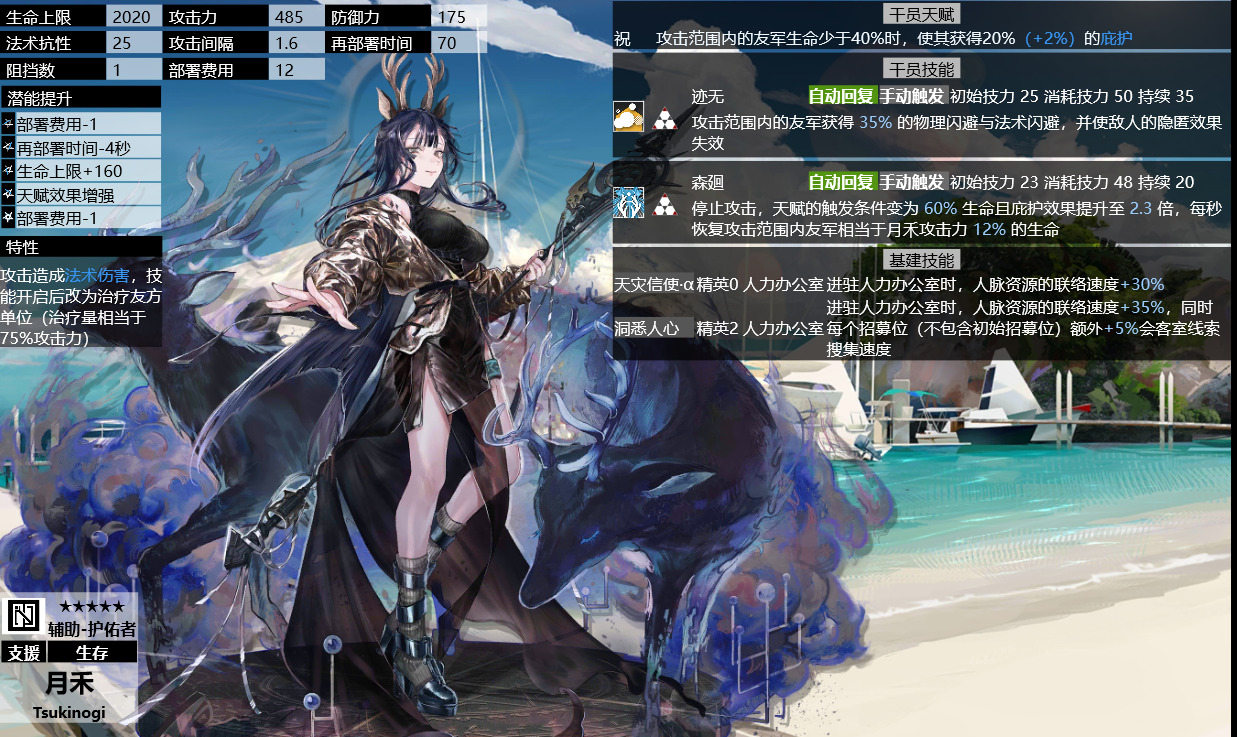 生命上限 2020 攻击力 485 防御力 175
法术抗性 25 攻击间隔 1.6 再部署时间 70
阻挡数 1 部署费用 12
潜能提升
部署费用-1
再部署时间-4秒
生命上限+160
天赋效果增强
部署费用-1
特性
攻击造成法术伤害，技
能开启后改为治疗友方
单位（治疗量相当于
75%攻击力）
★★★★★
辅助-护佑者
支援 生存
月禾
Tsukinogi
干员天赋
祝 攻击范围内的友军生命少于40%时，使其获得20%（+2%）的庇护
干员技能
迹无 自动回复 手动触发 初始技力 25 消耗技力 50 持续 35
攻击范围内的友军获得 35% 的物理闪避与法术闪避，并使敌人的隐匿效果
失效
森廻 自动回复 手动触发 初始技力 23 消耗技力 48 持续 20
停止攻击，天赋的触发条件变为 60% 生命且庇护效果提升至 2.3 倍，每秒
恢复攻击范围内友军相当于月禾攻击力 12% 的生命
基建技能
天灾信使·α 精英0 人力办公室 进驻人力办公室时，人脉资源的联络速度+30%
进驻人力办公室时，人脉资源的联络速度+35%，同时
洞悉人心 精英2 人力办公室 每个招募位（不包含初始招募位）额外+5%会客室线索
搜集速度